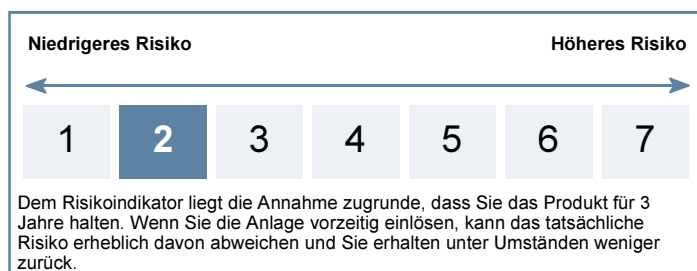 Niedrigeres Risiko Höheres Risiko
1 2 3 4 5 6 7
Dem Risikoindikator liegt die Annahme zugrunde, dass Sie das Produkt für 3
Jahre halten. Wenn Sie die Anlage vorzeitig einlösen, kann das tatsächliche
Risiko erheblich davon abweichen und Sie erhalten unter Umständen weniger
zurück.